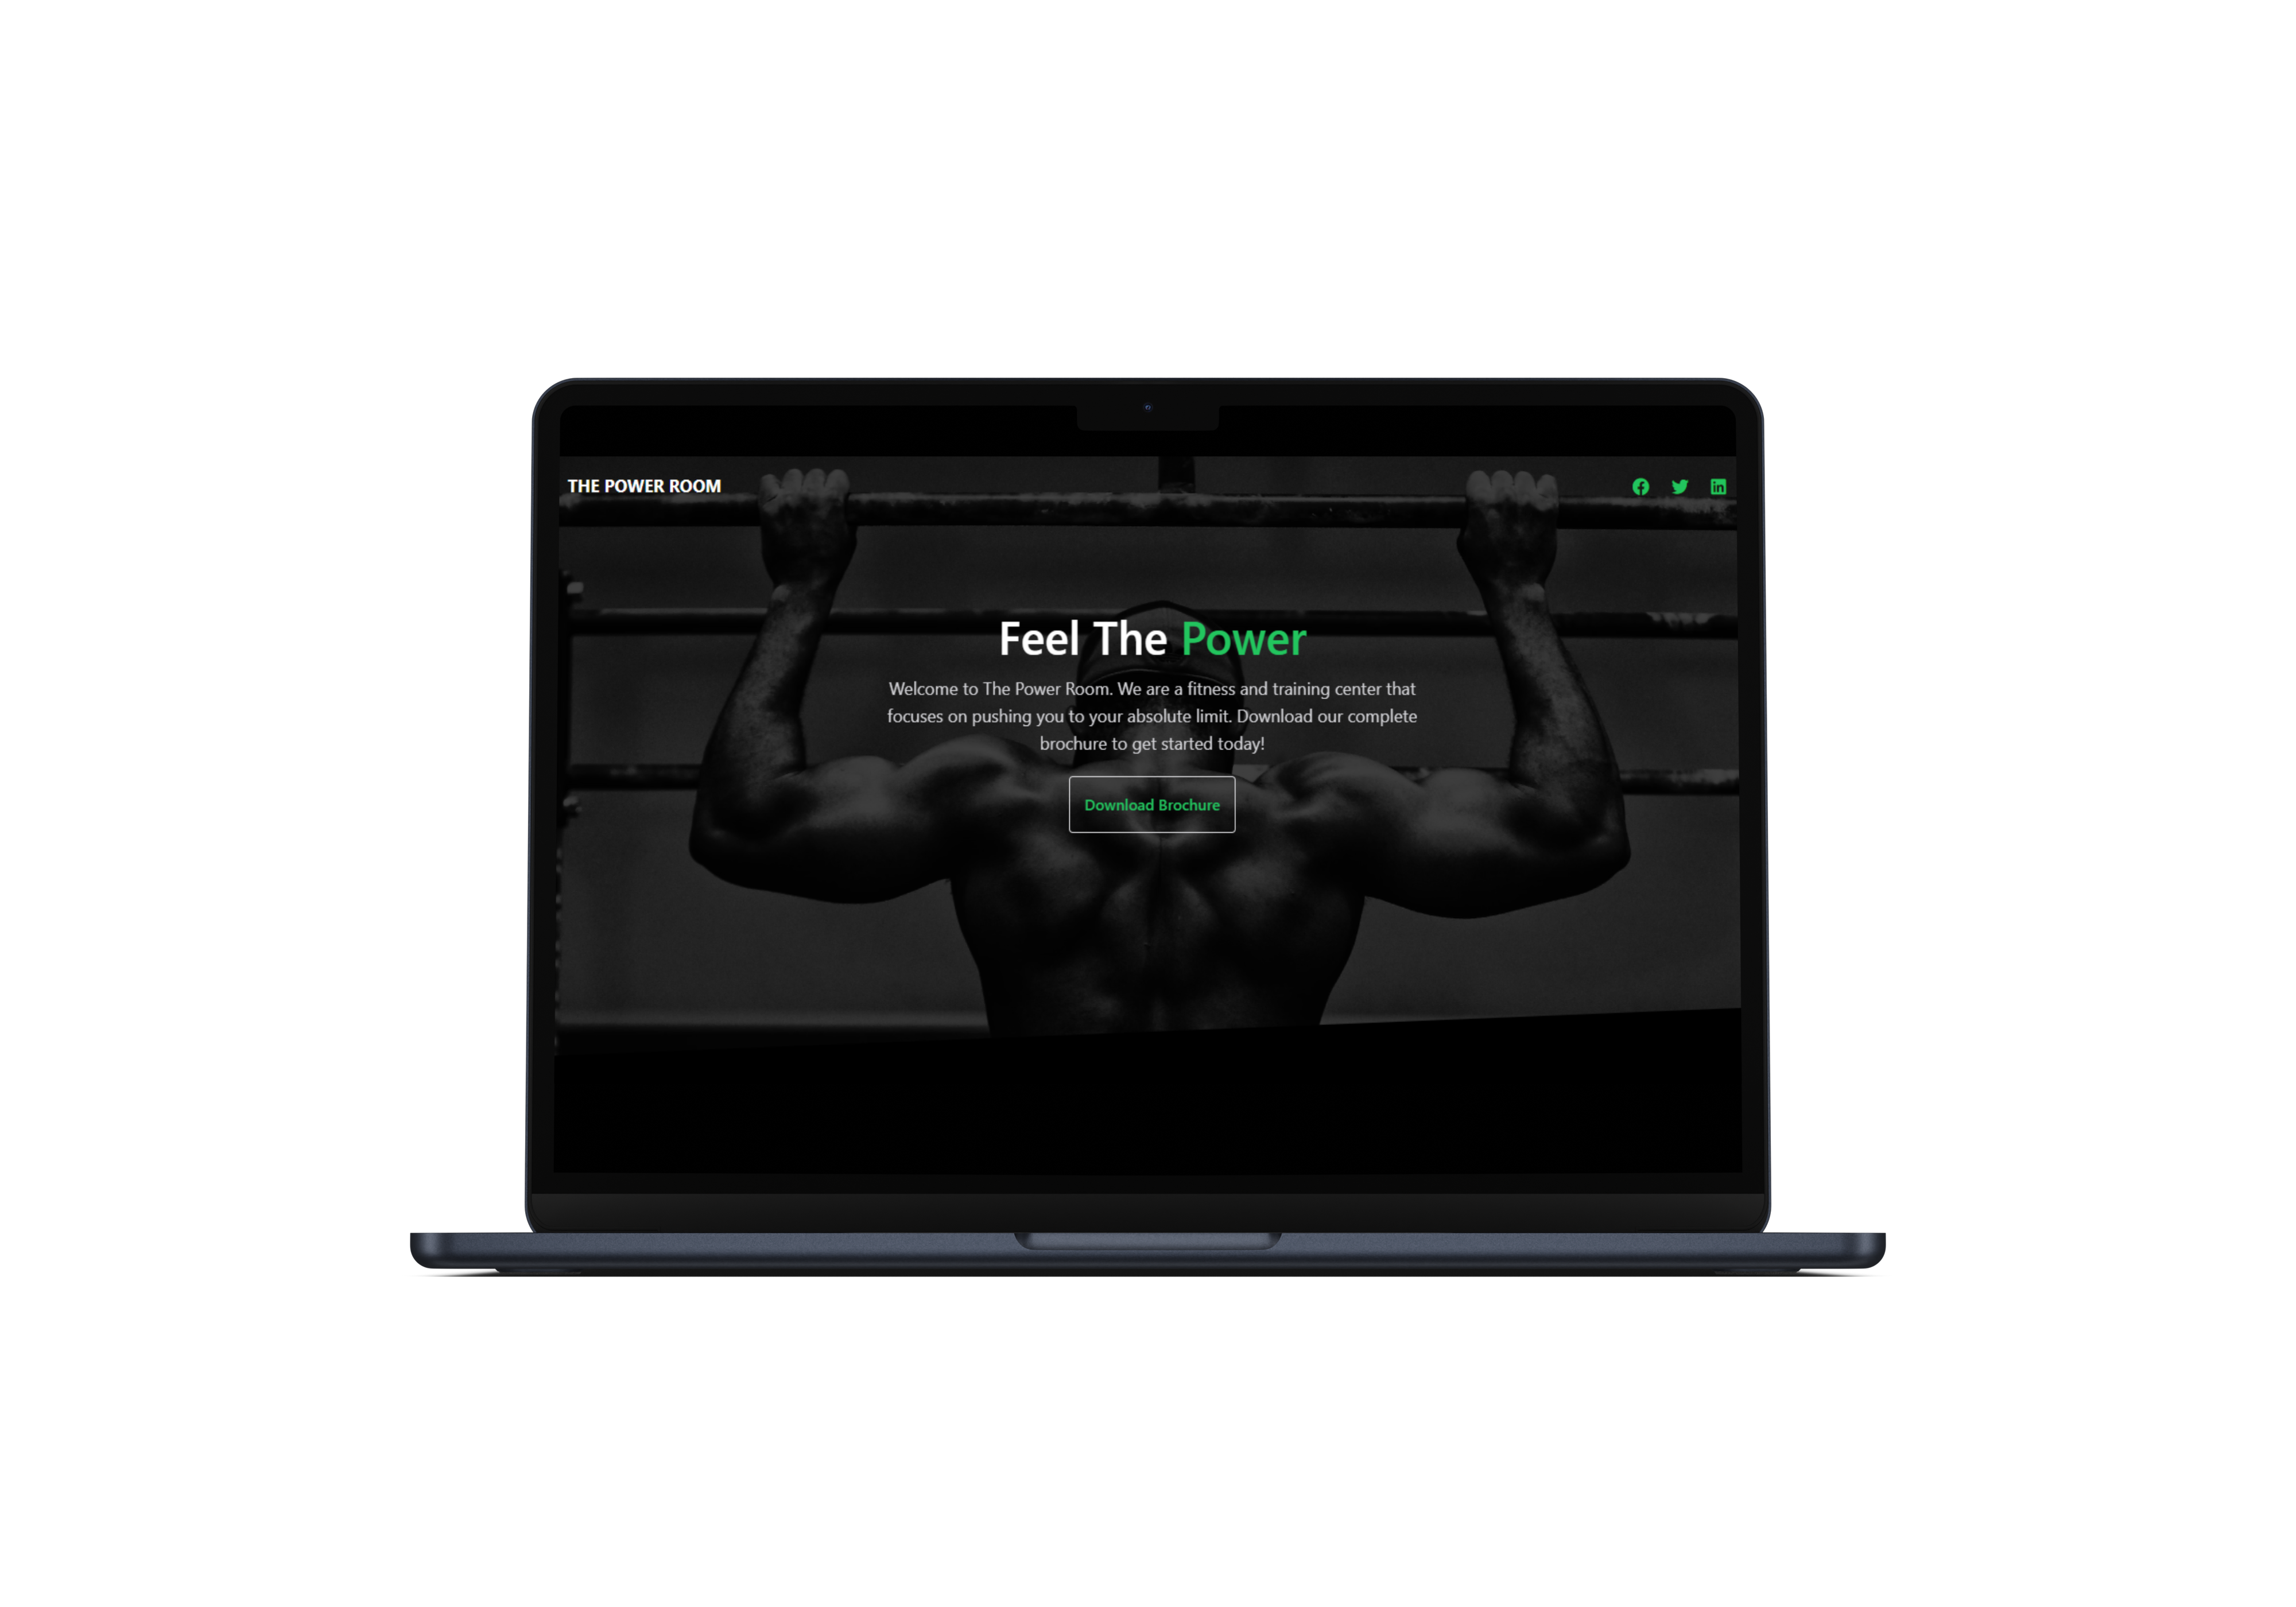 THE POWER ROOM
Feel The Power
Welcome to The Power Room. We are a fitness and training center that
focuses on pushing you to your absolute limit. Download our complete
brochure to get started today!
Download Brochure